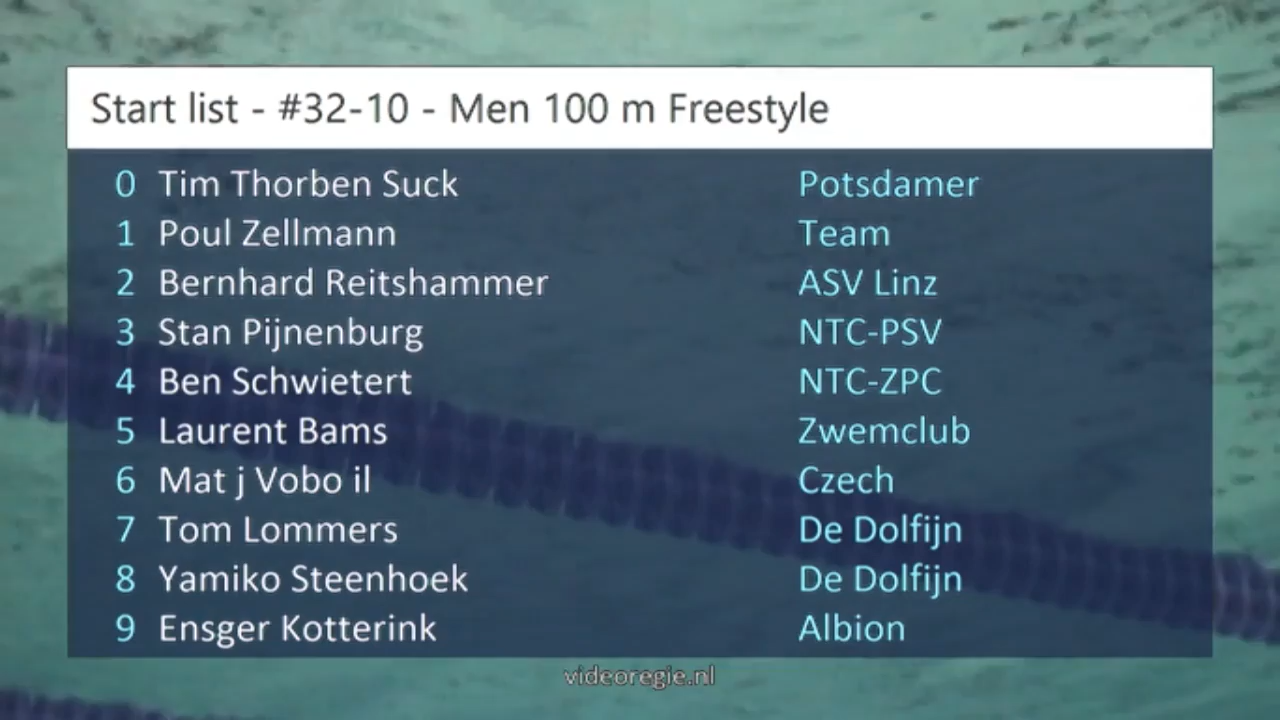 Start list - #32-10 - Men 100 m Freestyle
0 Tim Thorben Suck Potsdamer
1 Poul Zellmann Team
2 Bernhard Reitshammer ASV Linz
3 Stan Pijnenburg NTC-PSV
4 Ben Schwietert NTC-ZPC
5 Laurent Bams Zwemclub
6 Mat j Vobo il Czech
7 Tom Lommers De Dolfijn
8 Yamiko Steenhoek De Dolfijn
9 Ensger Kotterink Albion
videoregie.nl